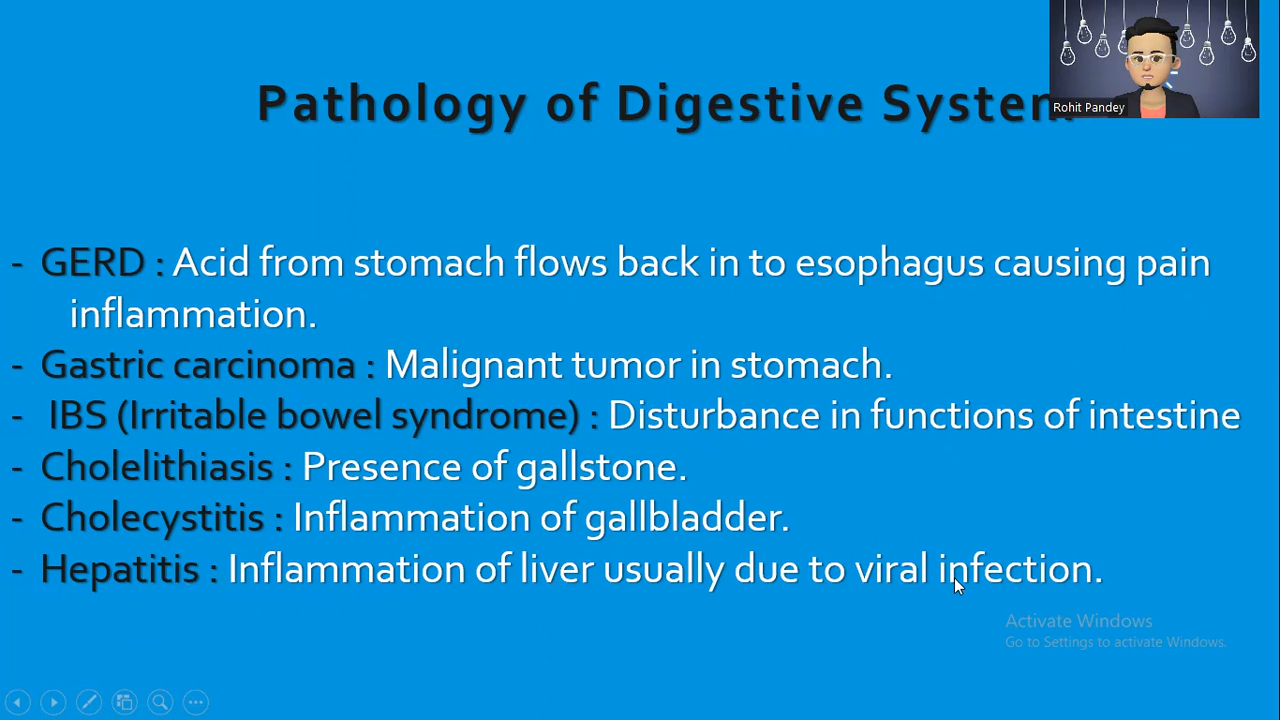 Pathology of Digestive System
Rohit Pandey
- GERD : Acid from stomach flows back in to esophagus causing pain
inflammation.
- Gastric carcinoma : Malignant tumor in stomach.
- IBS (Irritable bowel syndrome) : Disturbance in functions of intestine
- Cholelithiasis : Presence of gallstone.
- Cholecystitis : Inflammation of gallbladder.
- Hepatitis : Inflammation of liver usually due to viral infection.
Activate Windows
Go to Settings to activate Windows.